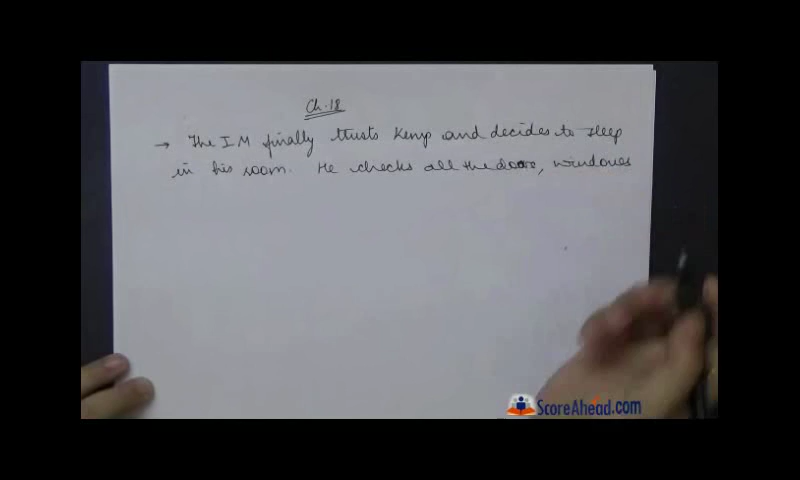 Ch.18
→ The IM finally trusts Kemp and decides to sleep
in his room. He checks all the doors, windows
ScoreAhead.com